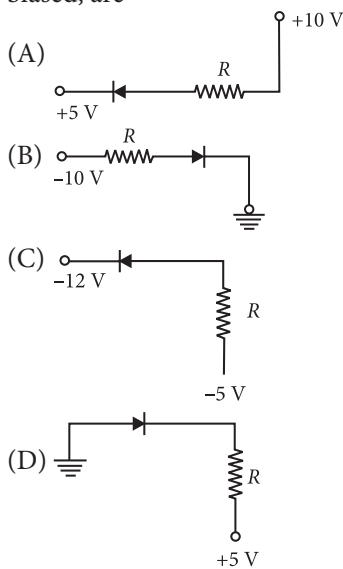 biased, are
+10 V
(A)
R
+5 V
(B)
R
–10 V
(C)
–12 V
R
–5 V
(D)
R
+5 V